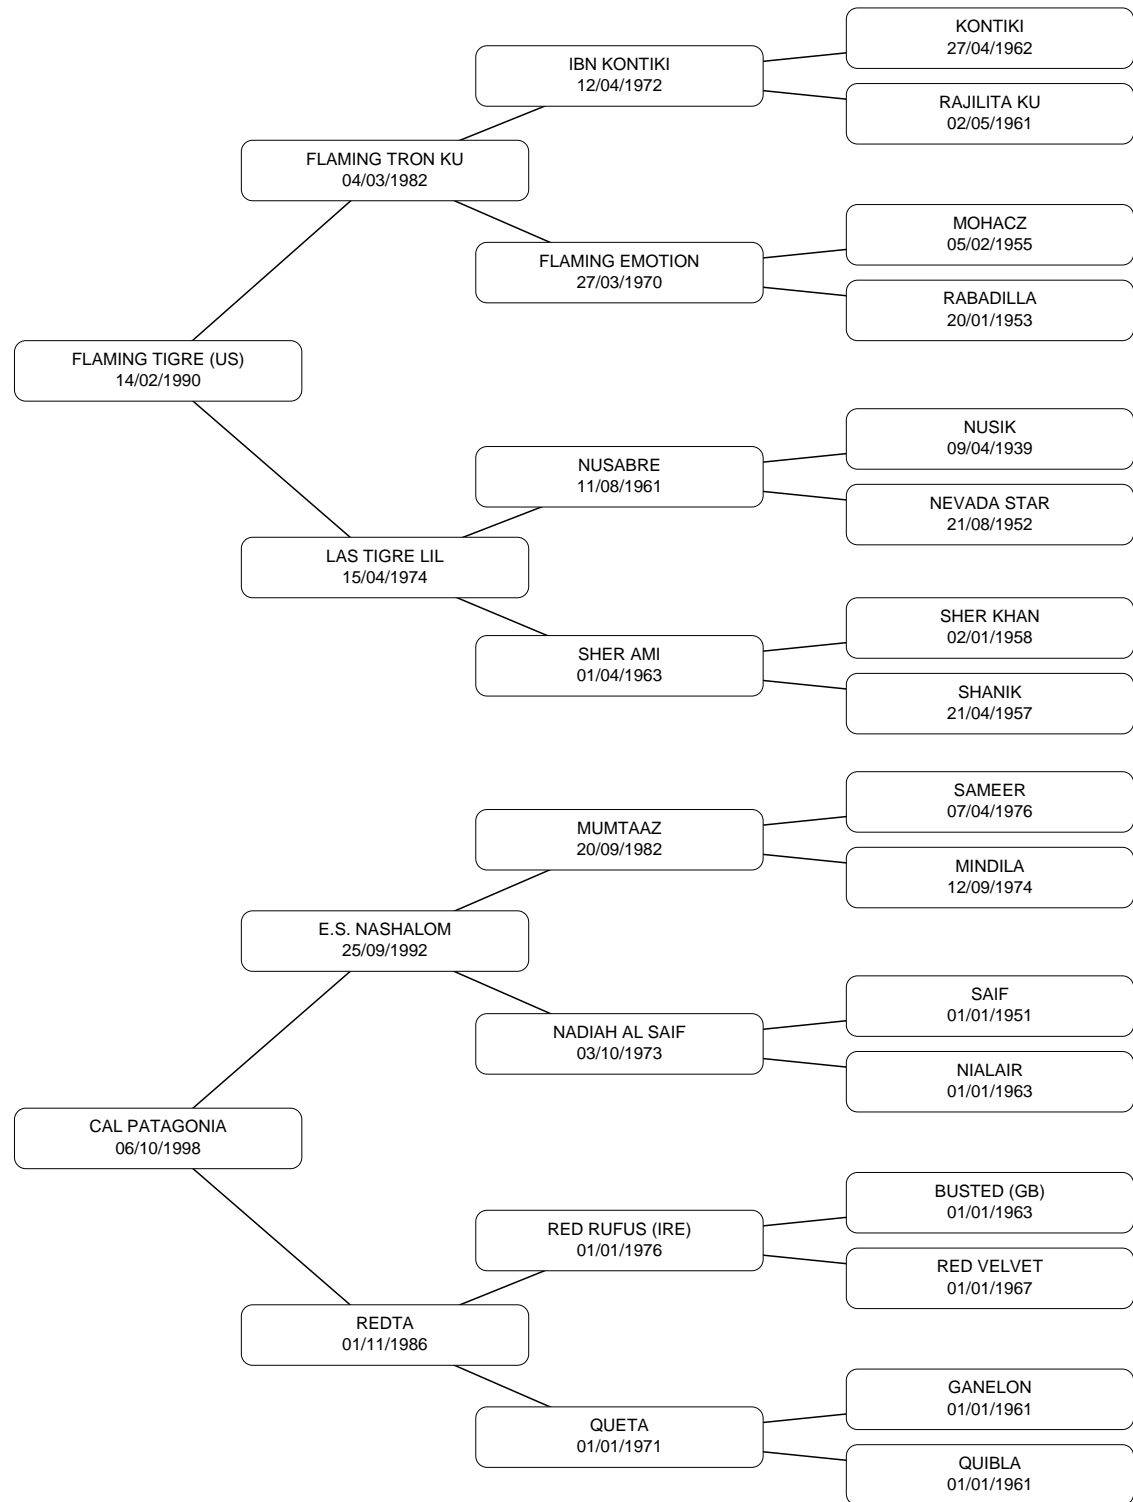 KONTIKI
27/04/1962
IBN KONTIKI
12/04/1972
RAJILITA KU
02/05/1961
FLAMING TRON KU
04/03/1982
MOHACZ
05/02/1955
FLAMING EMOTION
27/03/1970
RABADILLA
20/01/1953
FLAMING TIGRE (US)
14/02/1990
NUSIK
09/04/1939
NUSABRE
11/08/1961
NEVADA STAR
21/08/1952
LAS TIGRE LIL
15/04/1974
SHER KHAN
02/01/1958
SHER AMI
01/04/1963
SHANIK
21/04/1957
SAMEER
07/04/1976
MUMTAAZ
20/09/1982
MINDILA
12/09/1974
E.S. NASHALOM
25/09/1992
SAIF
01/01/1951
NADIAH AL SAIF
03/10/1973
NIALAIR
01/01/1963
CAL PATAGONIA
06/10/1998
BUSTED (GB)
01/01/1963
RED RUFUS (IRE)
01/01/1976
RED VELVET
01/01/1967
REDTA
01/11/1986
GANELON
01/01/1961
QUETA
01/01/1971
QUIBLA
01/01/1961